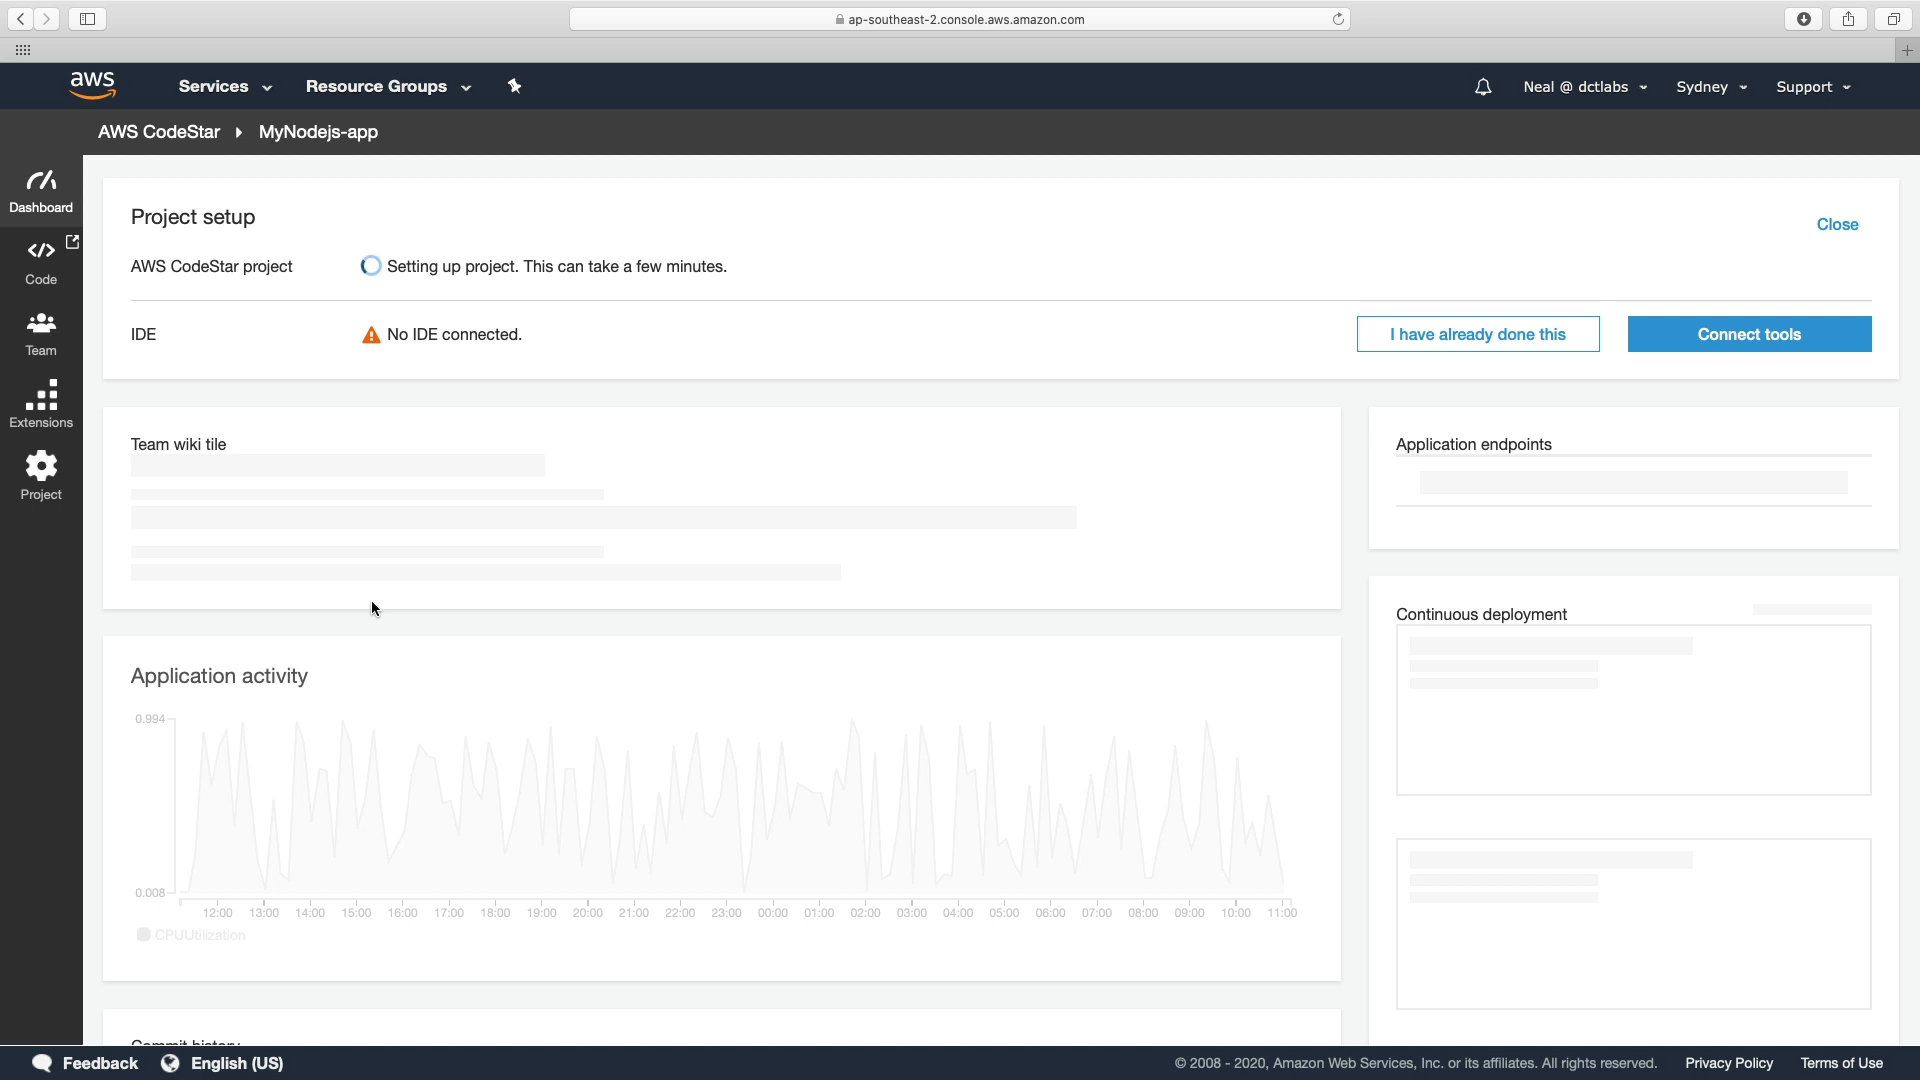 ap-southeast-2.console.aws.amazon.com
aws
Services
Resource Groups
Neal @ dctlabs
Sydney
Support
AWS CodeStar
MyNodejs-app
Dashboard
Code
Team
Extensions
Project
Project setup
Close
AWS CodeStar project
Setting up project. This can take a few minutes.
IDE
No IDE connected.
I have already done this
Connect tools
Team wiki tile
Application endpoints
Continuous deployment
Application activity
0.994
0.008
12:00 13:00 14:00 15:00 16:00 17:00 18:00 19:00 20:00 21:00 22:00 23:00 00:00 01:00 02:00 03:00 04:00 05:00 06:00 07:00 08:00 09:00 10:00 11:00
CPUUtilization
Commit history
Feedback
English (US)
© 2008 - 2020, Amazon Web Services, Inc. or its affiliates. All rights reserved.
Privacy Policy
Terms of Use